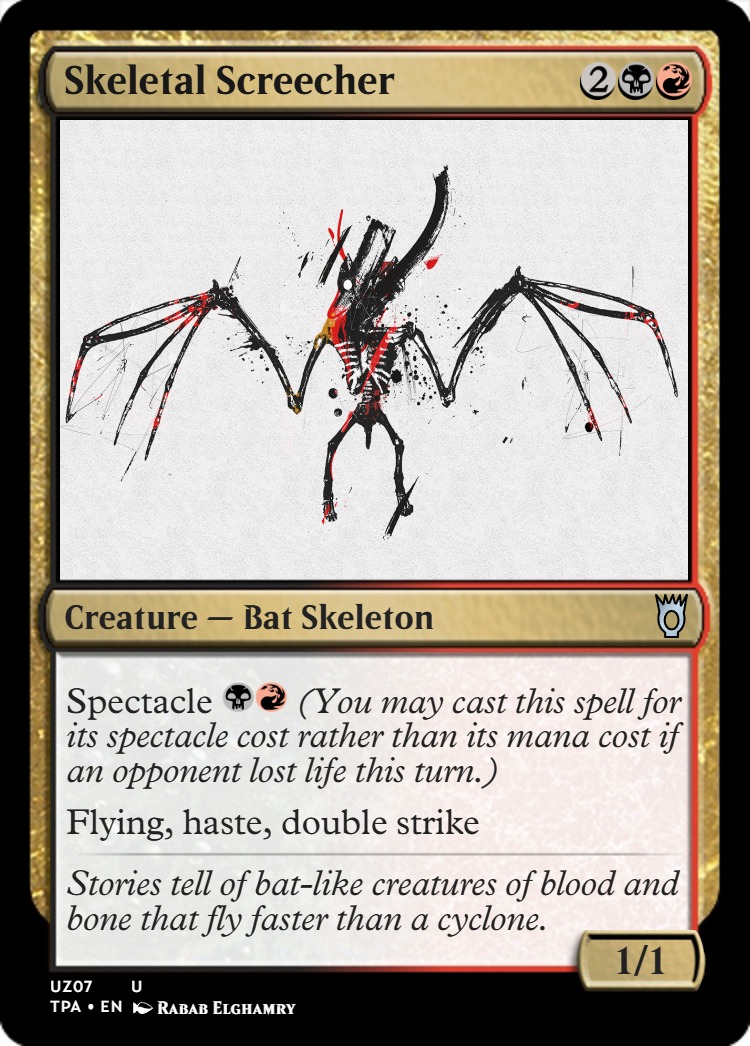 Skeletal Screecher 2
Creature — Bat Skeleton
Spectacle (You may cast this spell for
its spectacle cost rather than its mana cost if
an opponent lost life this turn.)
Flying, haste, double strike
Stories tell of bat-like creatures of blood and
bone that fly faster than a cyclone.
1/1
UZ07 U
TPA • EN Rabab Elghamry